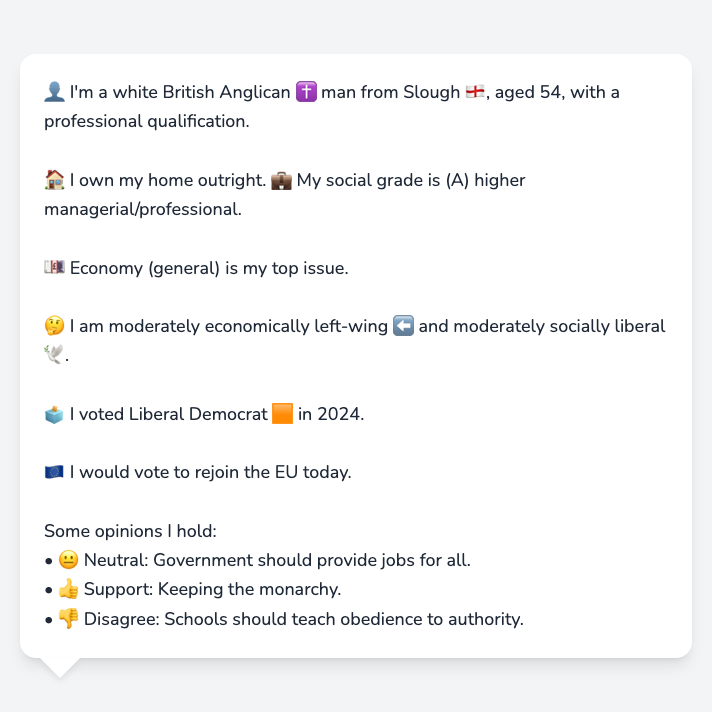 👤 I'm a white British Anglican ✝️ man from Slough 🏴󠁧󠁢󠁥󠁮󠁧󠁿, aged 54, with a
professional qualification.
🏠 I own my home outright. 💼 My social grade is (A) higher
managerial/professional.
💷 Economy (general) is my top issue.
🤔 I am moderately economically left-wing ⬅️ and moderately socially liberal
🕊️.
🗳️ I voted Liberal Democrat 🟧 in 2024.
🇪🇺 I would vote to rejoin the EU today.
Some opinions I hold:
• 😐 Neutral: Government should provide jobs for all.
• 👍 Support: Keeping the monarchy.
• 👎 Disagree: Schools should teach obedience to authority.